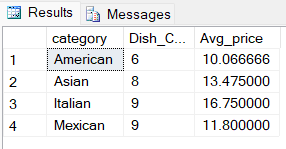 Results Messages
category Dish_C... Avg_price
1 American 6 10.066666
2 Asian 8 13.475000
3 Italian 9 16.750000
4 Mexican 9 11.800000